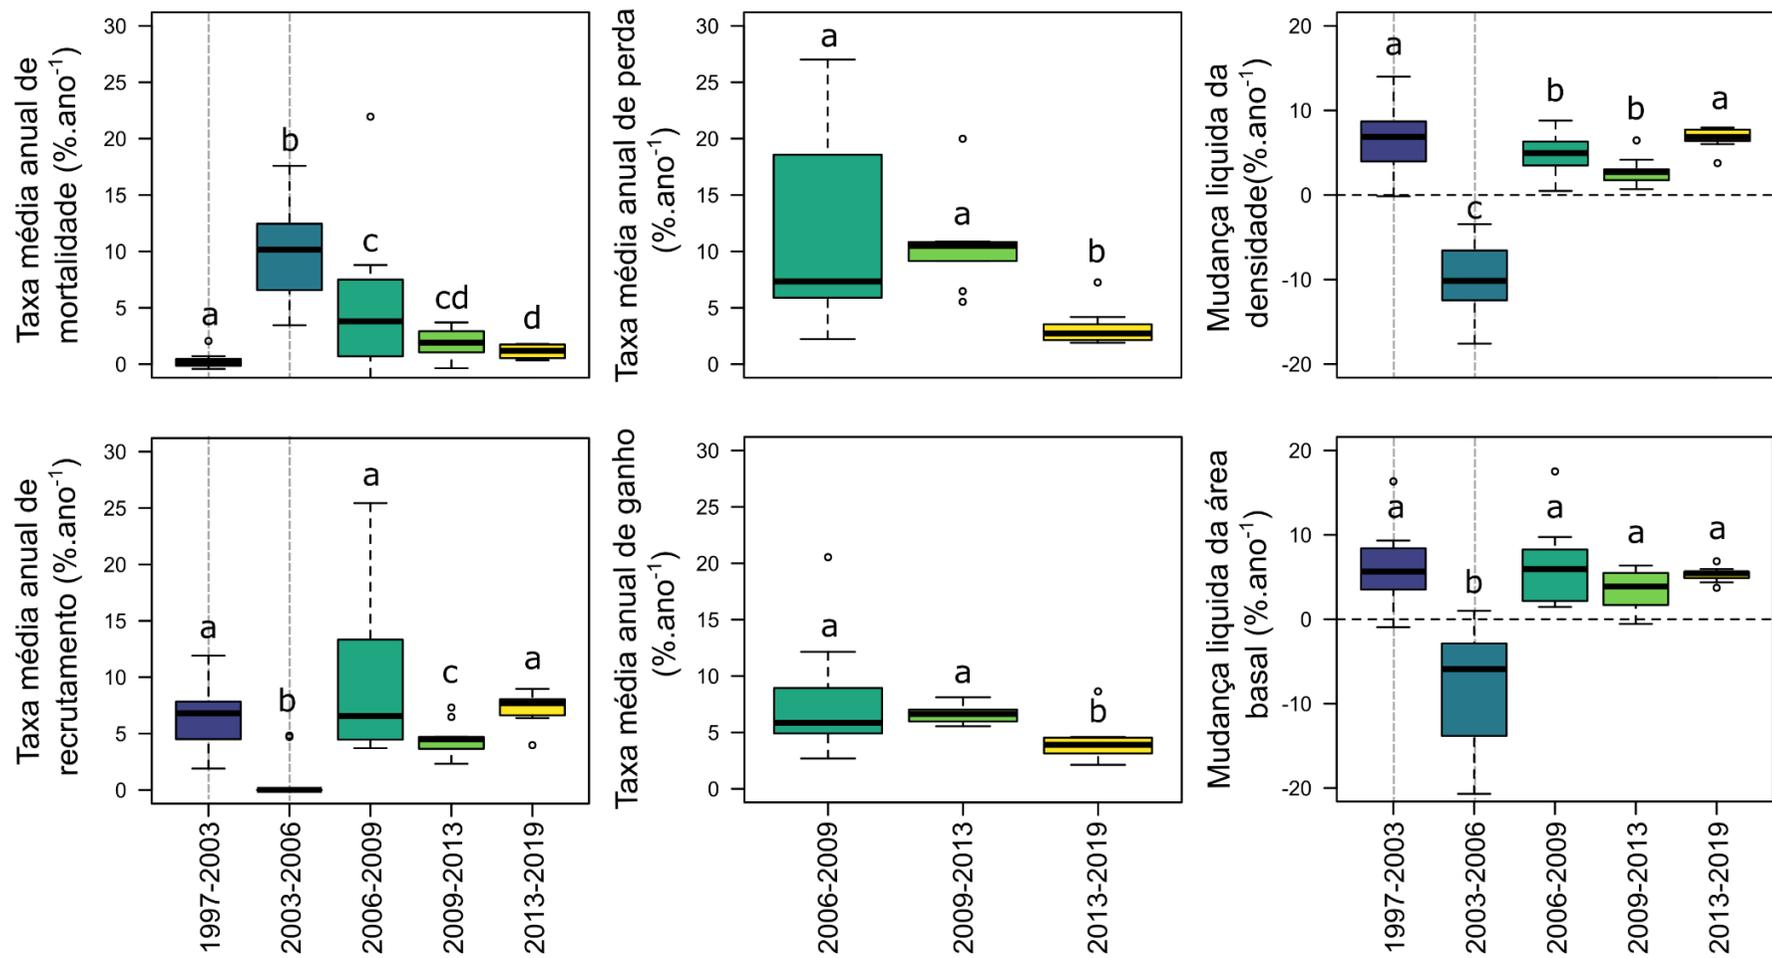 Taxa média anual de
mortalidade (%.ano⁻¹)
30
25
20
15
10
5
0
a
b
c
cd
d
Taxa média anual de perda
(%.ano⁻¹)
30
25
20
15
10
5
0
a
a
b
Mudança liquida da
densidade(%.ano⁻¹)
20
10
0
-10
-20
a
c
b
b
a
Taxa média anual de
recrutamento (%.ano⁻¹)
30
25
20
15
10
5
0
a
b
a
c
a
1997-2003
2003-2006
2006-2009
2009-2013
2013-2019
Taxa média anual de ganho
(%.ano⁻¹)
30
25
20
15
10
5
0
a
a
b
2006-2009
2009-2013
2013-2019
Mudança liquida da área
basal (%.ano⁻¹)
20
10
0
-10
-20
a
b
a
a
a
1997-2003
2003-2006
2006-2009
2009-2013
2013-2019